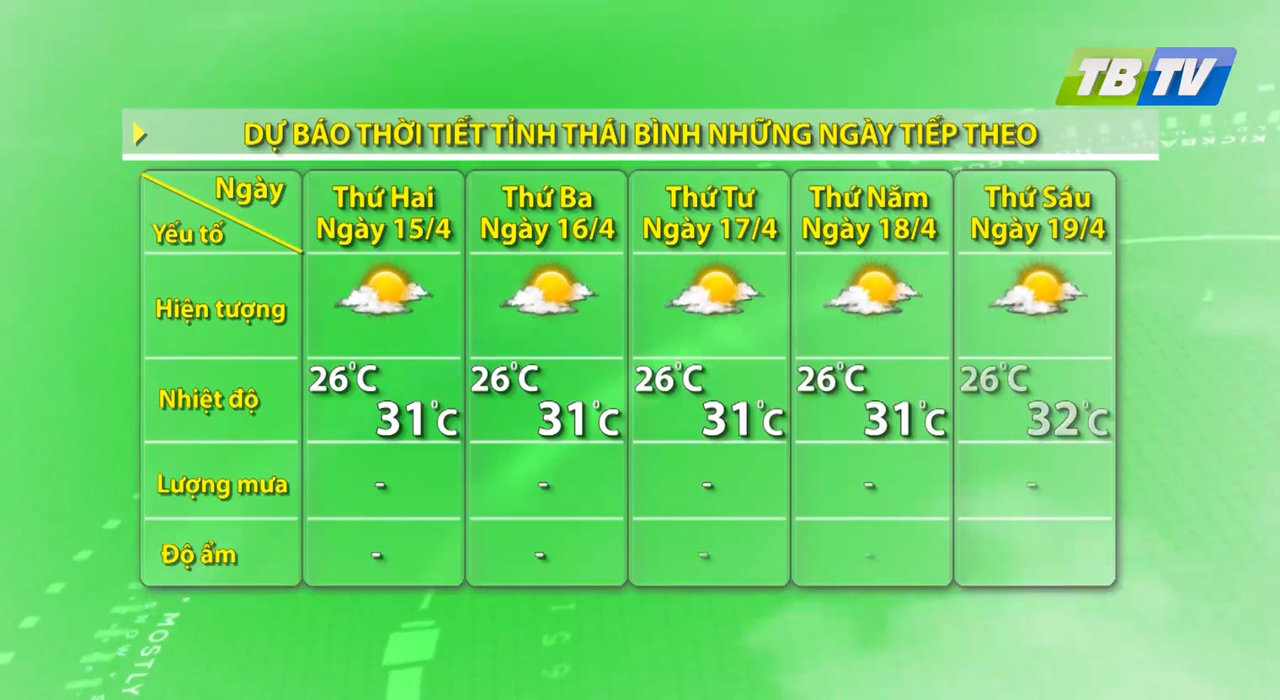 TBTV
DỰ BÁO THỜI TIẾT TỈNH THÁI BÌNH NHỮNG NGÀY TIẾP THEO
Ngày
Yếu tố
Thứ Hai
Ngày 15/4
Thứ Ba
Ngày 16/4
Thứ Tư
Ngày 17/4
Thứ Năm
Ngày 18/4
Thứ Sáu
Ngày 19/4
Hiện tượng
Nhiệt độ
26°C
31°C
26°C
31°C
26°C
31°C
26°C
31°C
26°C
32°C
Lượng mưa
- - - - -
Độ ẩm
- - - -
MOSTLY